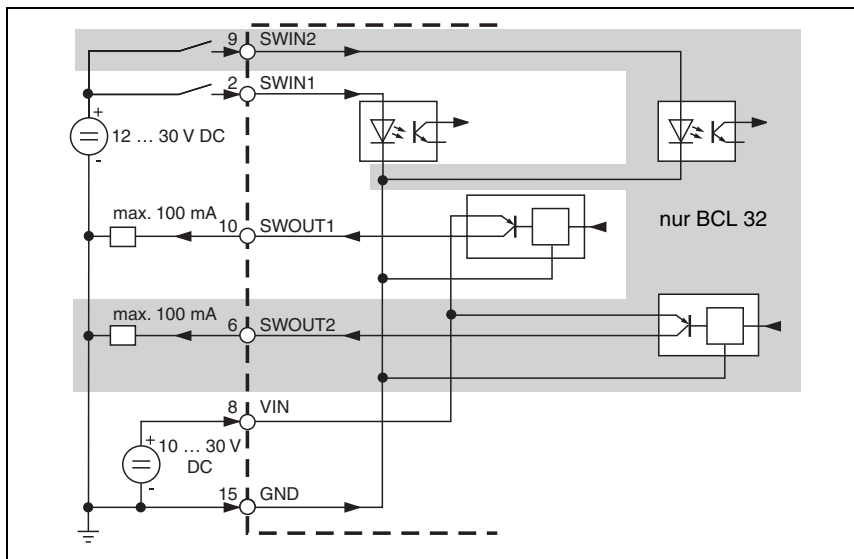 9 SWIN2
2 SWIN1
+
12 … 30 V DC
-
max. 100 mA
10 SWOUT1
nur BCL 32
max. 100 mA
6 SWOUT2
8 VIN
+
10 … 30 V
DC
-
15 GND